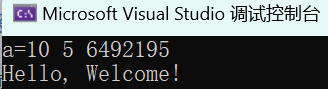 Microsoft Visual Studio 调试控制台
a=10 5 6492195
Hello, Welcome!